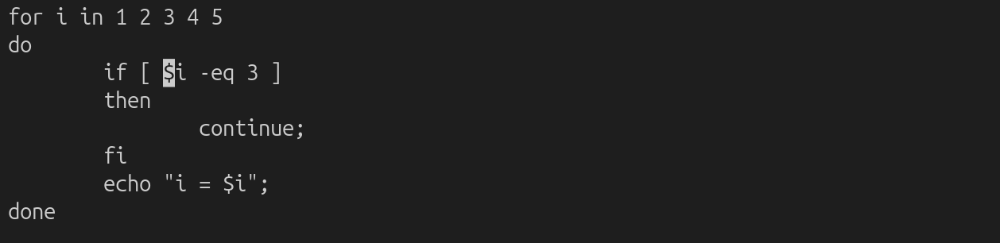 for i in 1 2 3 4 5
do
        if [ $i -eq 3 ]
        then
                continue;
        fi
        echo "i = $i";
done